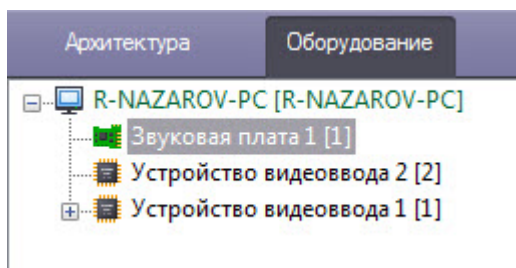 Архитектура Оборудование
R-NAZAROV-PC [R-NAZAROV-PC]
Звуковая плата 1 [1]
Устройство видеоввода 2 [2]
Устройство видеоввода 1 [1]